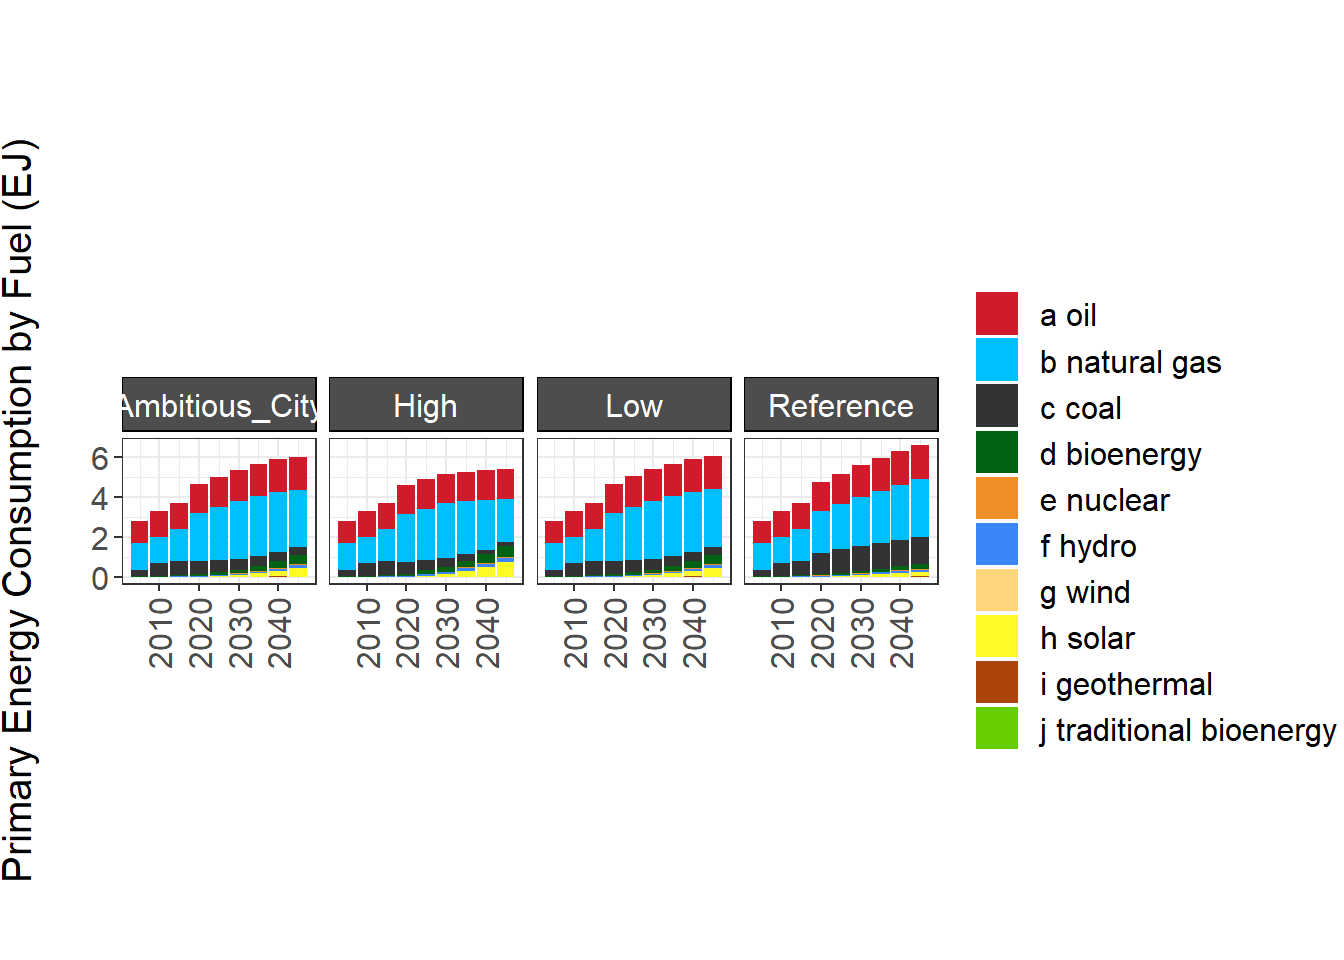 Primary Energy Consumption by Fuel (EJ)
Ambitious_City
High
Low
Reference
6
4
2
0
2010
2020
2030
2040
2010
2020
2030
2040
2010
2020
2030
2040
2010
2020
2030
2040
a oil
b natural gas
c coal
d bioenergy
e nuclear
f hydro
g wind
h solar
i geothermal
j traditional bioenergy